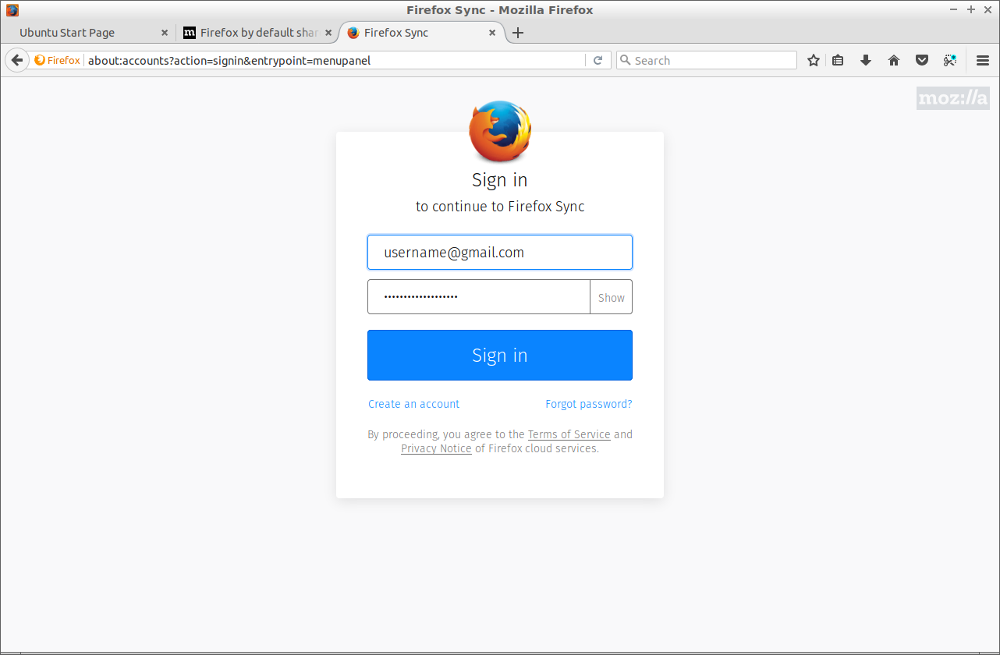 Firefox Sync - Mozilla Firefox
Ubuntu Start Page
m Firefox by default shar
Firefox Sync
Firefox about:accounts?action=signin&entrypoint=menupanel
Search
moz://a
Sign in
to continue to Firefox Sync
username@gmail.com
•••••••••••••••••••
Show
Sign in
Create an account
Forgot password?
By proceeding, you agree to the Terms of Service and
Privacy Notice of Firefox cloud services.